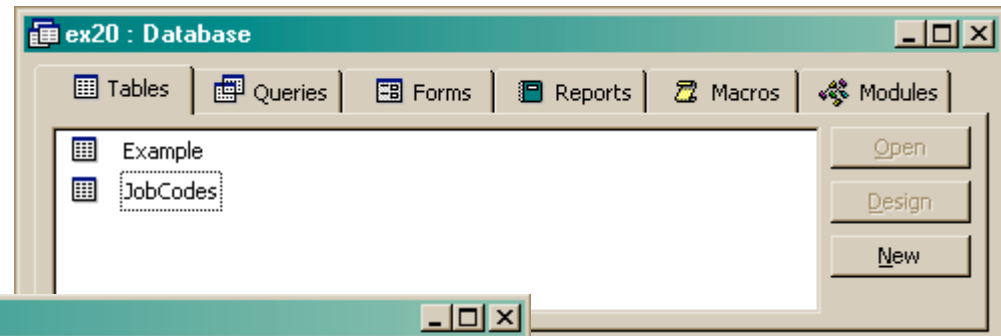 ex20 : Database
Tables Queries Forms Reports Macros Modules
Example
JobCodes
Open
Design
New